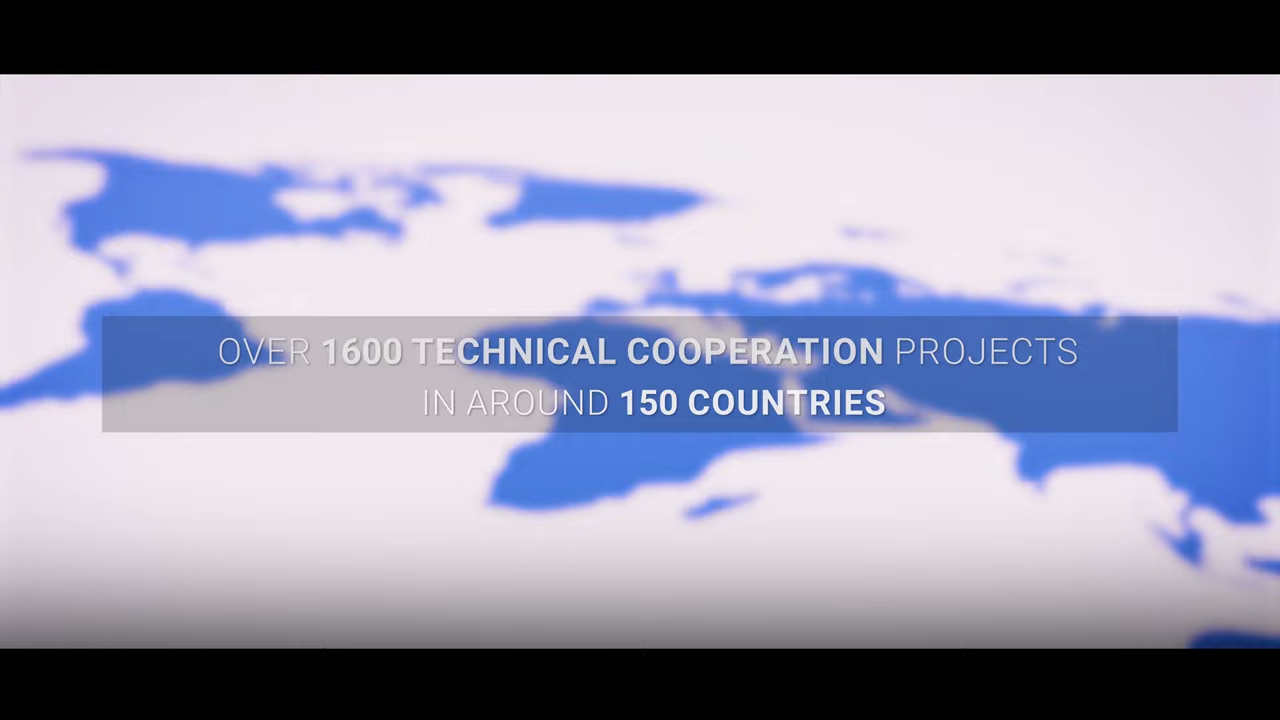 OVER 1600 TECHNICAL COOPERATION PROJECTS
IN AROUND 150 COUNTRIES